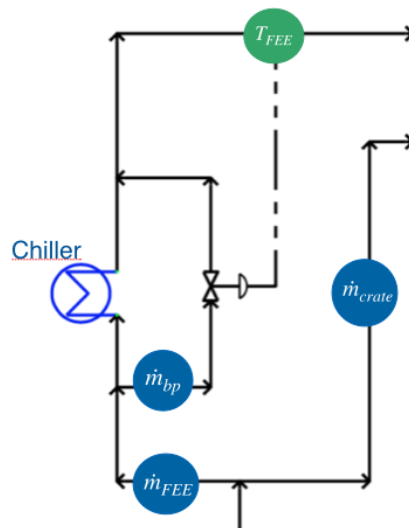 T_FEE
Chiller
ṁ_crate
ṁ_bp
ṁ_FEE